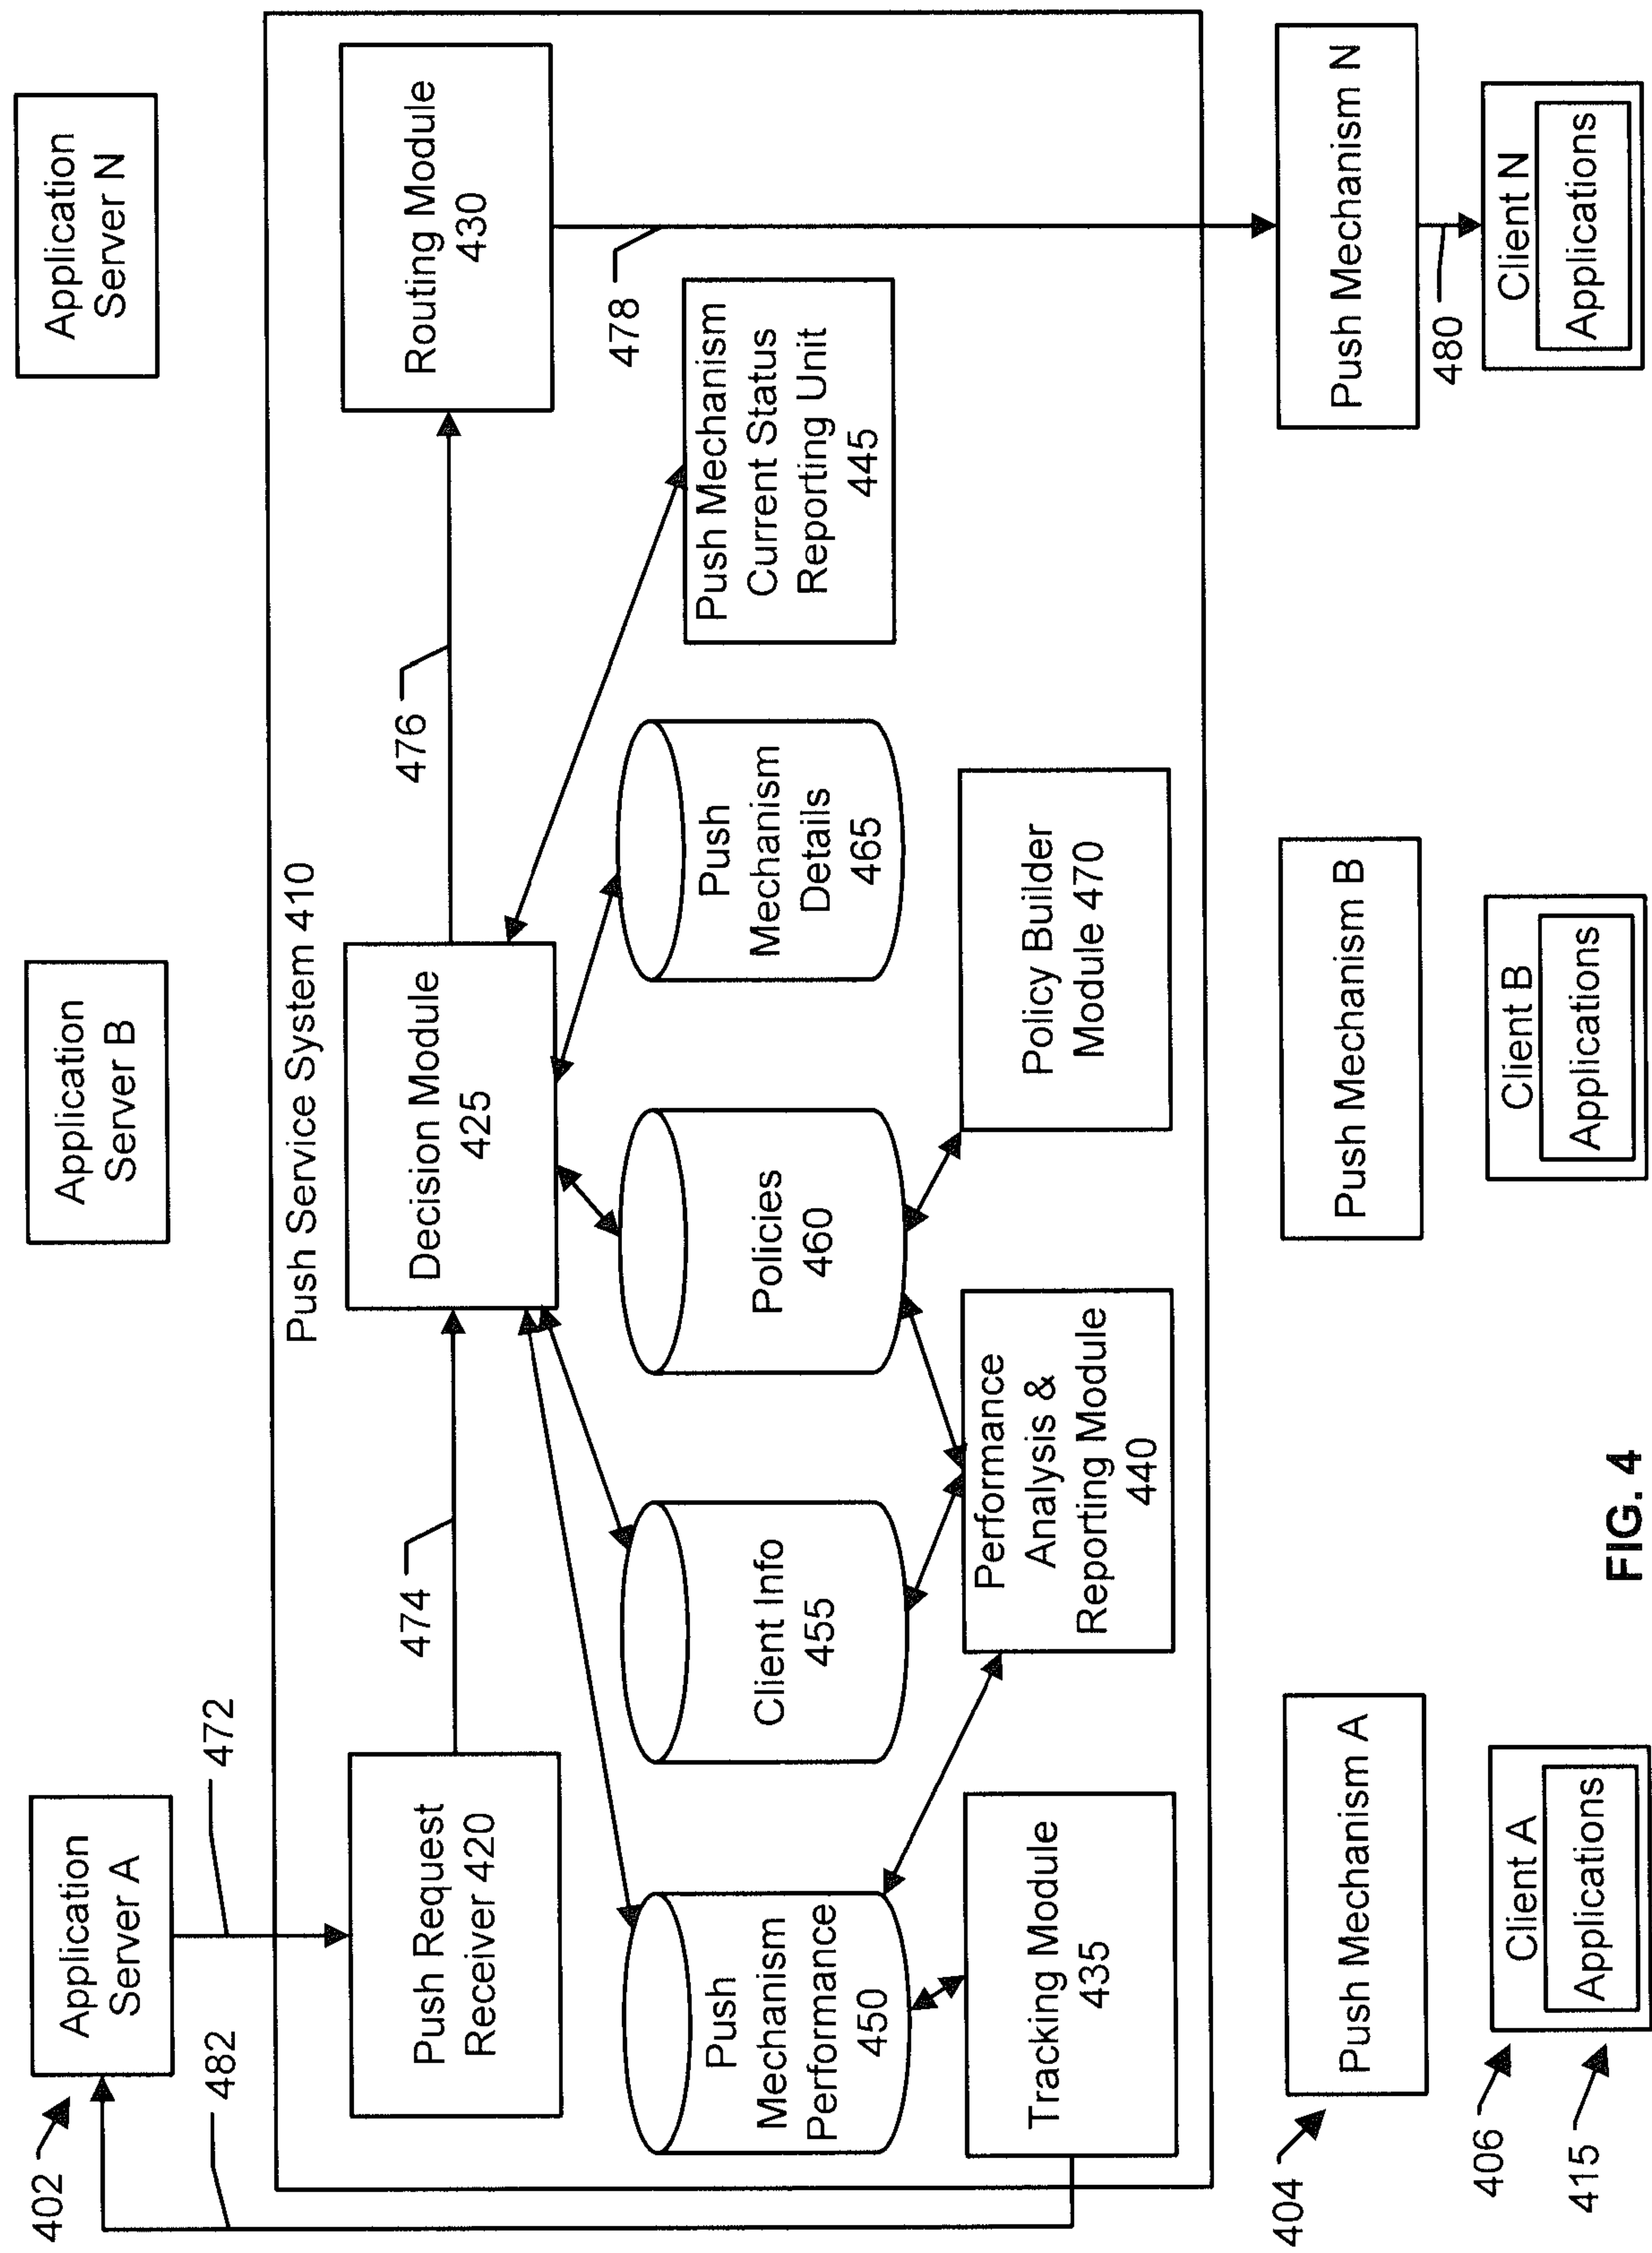 402
Application
Server A
Application
Server B
Application
Server N
482
472
Push Service System 410
Push Request
Receiver 420
474
Decision Module
425
476
Routing Module
430
478
Push
Mechanism
Performance
450
Client Info
455
Policies
460
Push
Mechanism
Details
465
Push Mechanism
Current Status
Reporting Unit
445
Tracking Module
435
Performance
Analysis &
Reporting Module
440
Policy Builder
Module 470
404
Push Mechanism A
Push Mechanism B
Push Mechanism N
480
406
Client A
Client B
Client N
415
Applications
Applications
Applications
FIG. 4